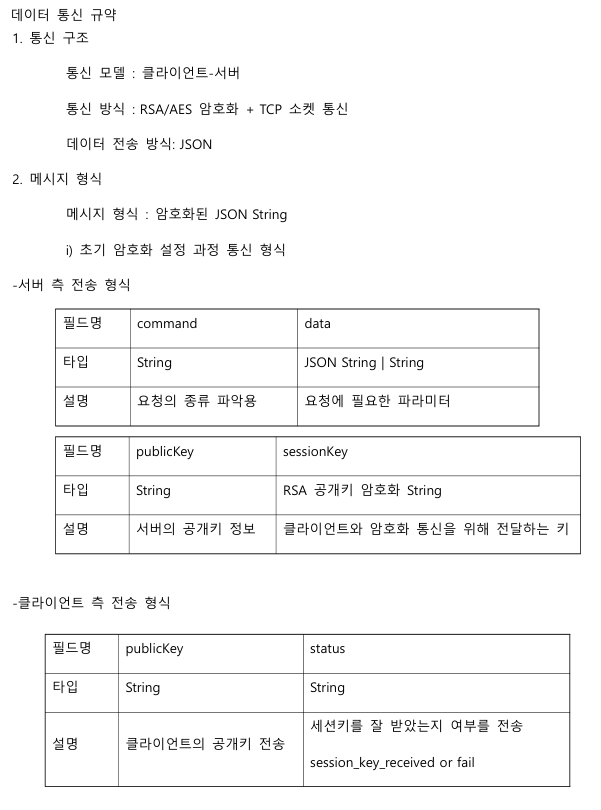 데이터 통신 규약
1. 통신 구조
통신 모델 : 클라이언트-서버
통신 방식 : RSA/AES 암호화 + TCP 소켓 통신
데이터 전송 방식: JSON
2. 메시지 형식
메시지 형식 : 암호화된 JSON String
i) 초기 암호화 설정 과정 통신 형식
-서버 측 전송 형식
필드명 command data
타입 String JSON String | String
설명 요청의 종류 파악용 요청에 필요한 파라미터
필드명 publicKey sessionKey
타입 String RSA 공개키 암호화 String
설명 서버의 공개키 정보 클라이언트와 암호화 통신을 위해 전달하는 키
-클라이언트 측 전송 형식
필드명 publicKey status
타입 String String
설명 클라이언트의 공개키 전송 세션키를 잘 받았는지 여부를 전송
session_key_received or fail